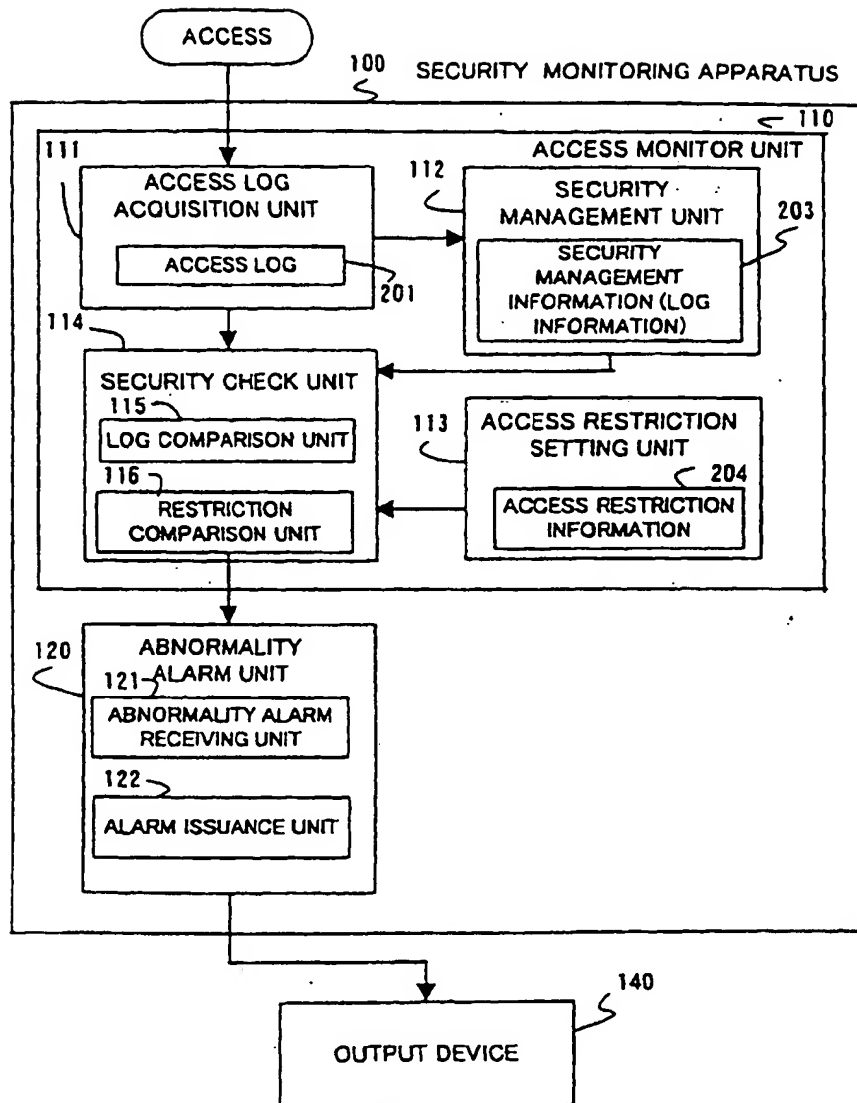 ACCESS
100
SECURITY MONITORING APPARATUS
110
ACCESS MONITOR UNIT
111
ACCESS LOG
ACQUISITION UNIT
ACCESS LOG
201
112
SECURITY
MANAGEMENT UNIT
203
SECURITY
MANAGEMENT
INFORMATION (LOG
INFORMATION)
114
SECURITY CHECK UNIT
115
LOG COMPARISON UNIT
116
RESTRICTION
COMPARISON UNIT
113
ACCESS RESTRICTION
SETTING UNIT
204
ACCESS RESTRICTION
INFORMATION
120
ABNORMALITY
ALARM UNIT
121
ABNORMALITY ALARM
RECEIVING UNIT
122
ALARM ISSUANCE UNIT
140
OUTPUT DEVICE